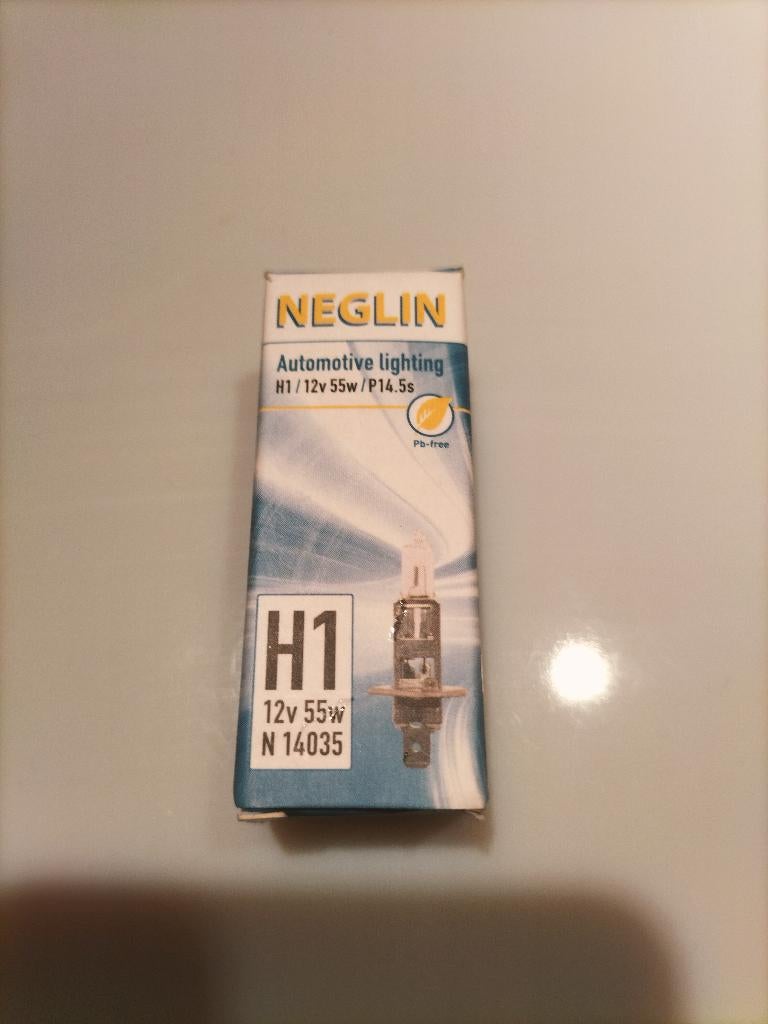 NEGLIN
Automotive lighting
H1 / 12v 55w / P14.5s
Pb-free
H1
12v 55w
N 14035